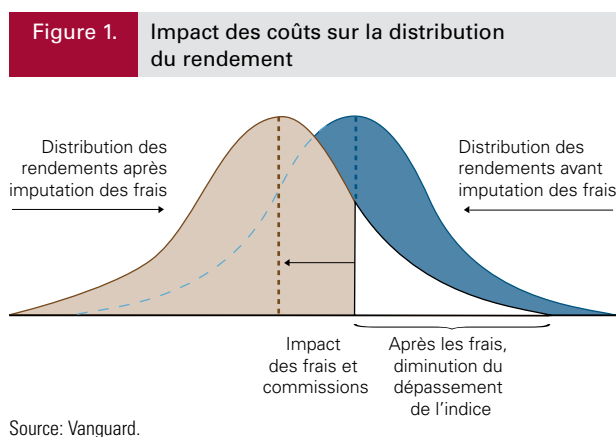 Figure 1.
Impact des coûts sur la distribution
du rendement
Distribution des
rendements après
imputation des frais
Distribution des
rendements avant
imputation des frais
Impact
des frais et
commissions
Après les frais,
diminution du
dépassement
de l’indice
Source: Vanguard.